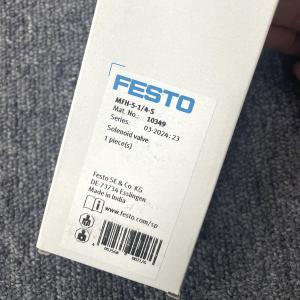 FESTO
MFH-5-1/4-S
Mat. No.: 10349
Series: 03-2024:23
Solenoid valve
1 piece(s)
Festo SE & Co. KG
DE-73734 Esslingen
Made in India
www.festo.com/sp